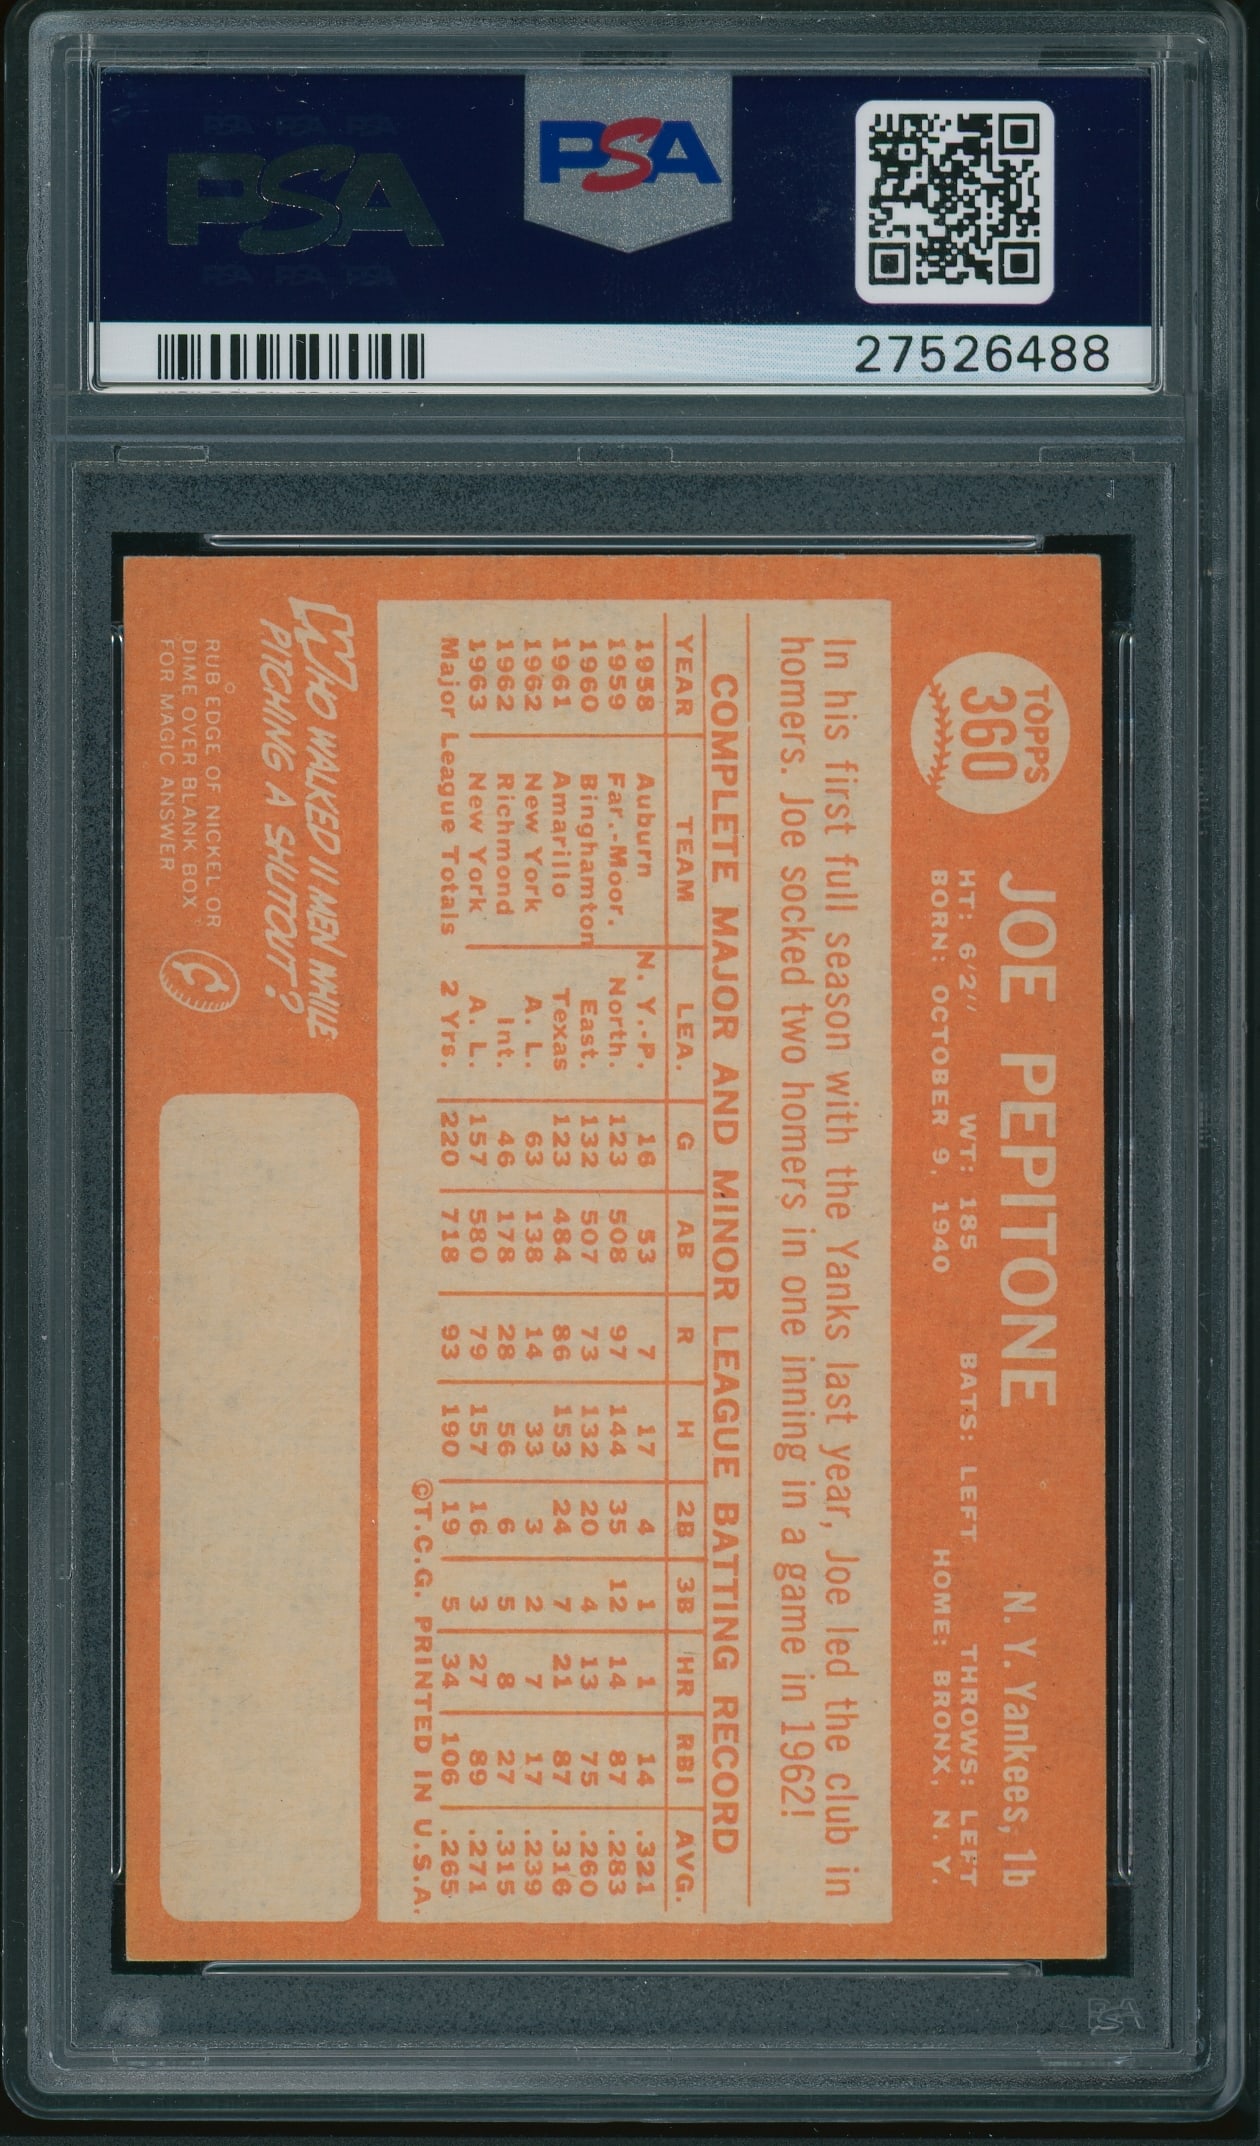 PSA PSA PSA
PSA
PSA PSA PSA
PSA
27526488
TOPPS
360
JOE PEPITONE N. Y. Yankees, 1b
HT: 6'2" WT: 185 BATS: LEFT THROWS: LEFT
BORN: OCTOBER 9, 1940 HOME: BRONX, N. Y.
In his first full season with the Yanks last year, Joe led the club in
homers. Joe socked two homers in one inning in a game in 1962!
COMPLETE MAJOR AND MINOR LEAGUE BATTING RECORD
YEAR TEAM LEA. G AB R H 2B 3B HR RBI AVG.
1958 Auburn N. Y.-P. 16 53 7 17 4 1 1 14 .321
1959 Far.-Moor. North. 123 508 97 144 35 12 14 87 .283
1960 Binghamton East. 132 507 73 132 20 4 13 75 .260
1961 Amarillo Texas 123 484 86 153 24 7 21 87 .316
1962 New York A. L. 63 138 14 33 3 2 7 17 .239
1962 Richmond Int. 46 178 28 56 6 5 8 27 .315
1963 New York A. L. 157 580 79 157 16 3 27 89 .271
Major League Totals 2 Yrs. 220 718 93 190 19 5 34 106 .265
©T.C.G. PRINTED IN U.S.A.
WHO WALKED 11 MEN WHILE
PITCHING A SHUTOUT?
RUB EDGE OF NICKEL OR
DIME OVER BLANK BOX
FOR MAGIC ANSWER
PSA